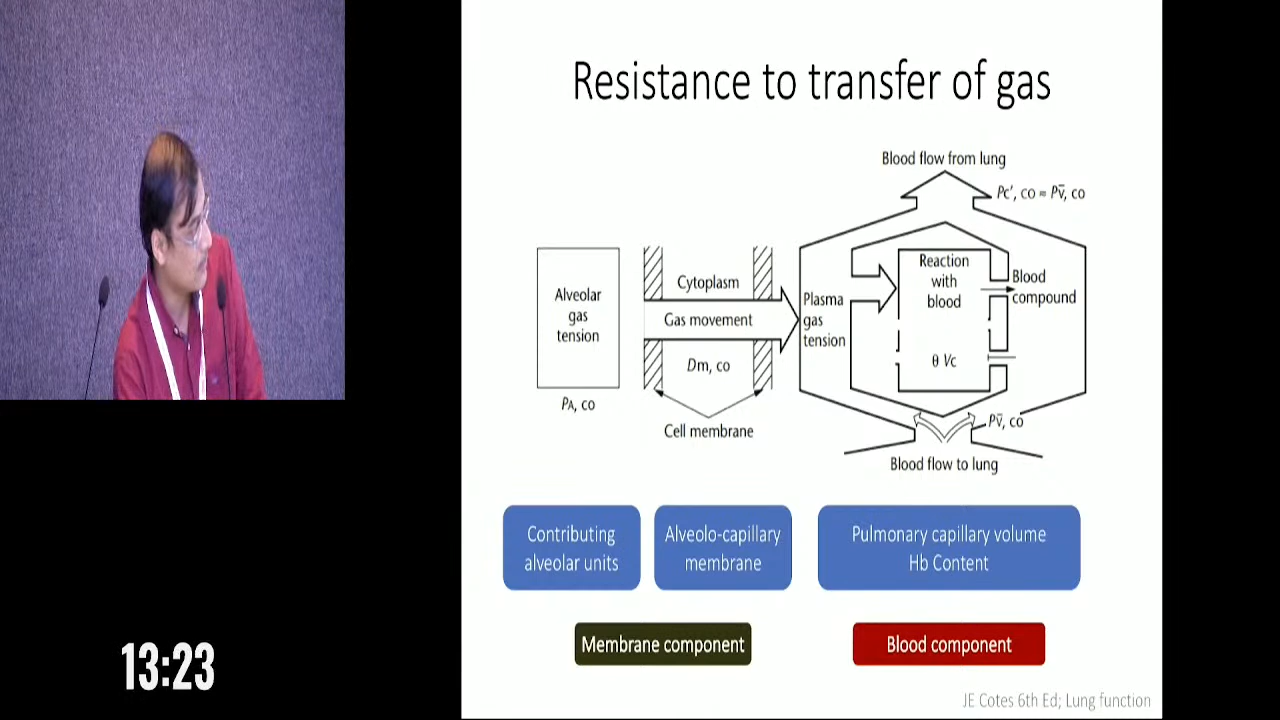 Resistance to transfer of gas
Blood flow from lung
Pc′, co = Pv̄, co
Alveolar
gas
tension
PA, co
Cytoplasm
Gas movement
Dm, co
Cell membrane
Plasma
gas
tension
Reaction
with
blood
θ Vc
Blood
compound
Pv̄, co
Blood flow to lung
Contributing
alveolar units
Alveolo-capillary
membrane
Pulmonary capillary volume
Hb Content
Membrane component
Blood component
13:23
JE Cotes 6th Ed; Lung function